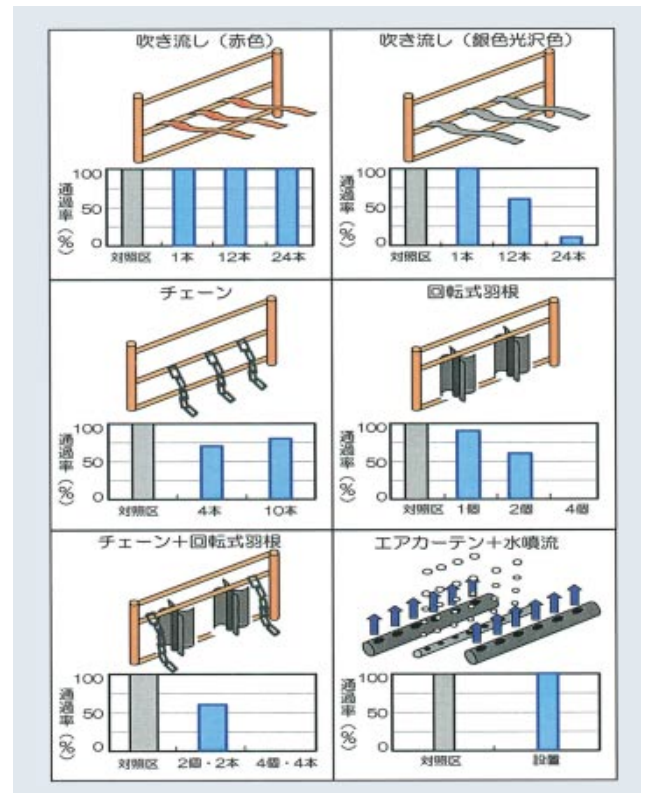 吹き流し（赤色）
通過率（%）
100
50
0
対照区 1本 12本 24本
吹き流し（銀色光沢色）
通過率（%）
100
50
0
対照区 1本 12本 24本
チェーン
通過率（%）
100
50
0
対照区 4本 10本
回転式羽根
通過率（%）
100
50
0
対照区 1個 2個 4個
チェーン＋回転式羽根
通過率（%）
100
50
0
対照区 2個・2本 4個・4本
エアカーテン＋水噴流
通過率（%）
100
50
0
対照区 設置